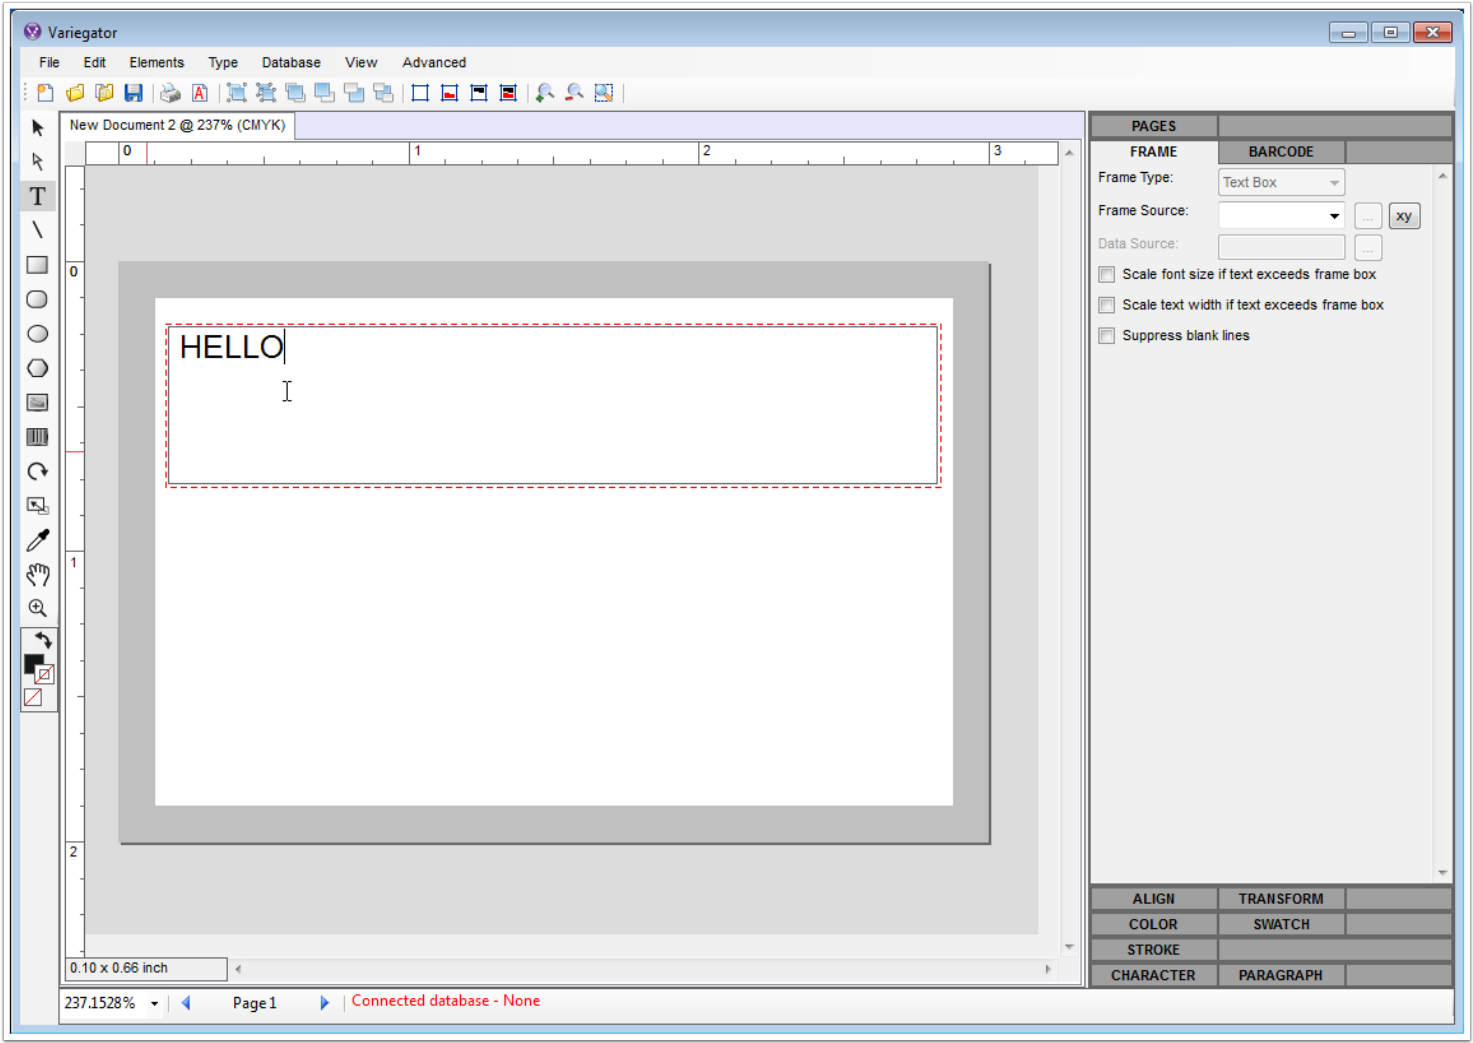 Variegator
File Edit Elements Type Database View Advanced
New Document 2 @ 237% (CMYK)
0 1 2 3
0
1
2
HELLO
T
PAGES
FRAME BARCODE
Frame Type: Text Box
Frame Source: ... xy
Data Source: ...
Scale font size if text exceeds frame box
Scale text width if text exceeds frame box
Suppress blank lines
ALIGN TRANSFORM
COLOR SWATCH
STROKE
CHARACTER PARAGRAPH
0.10 x 0.66 inch
237.1528% Page 1 Connected database - None